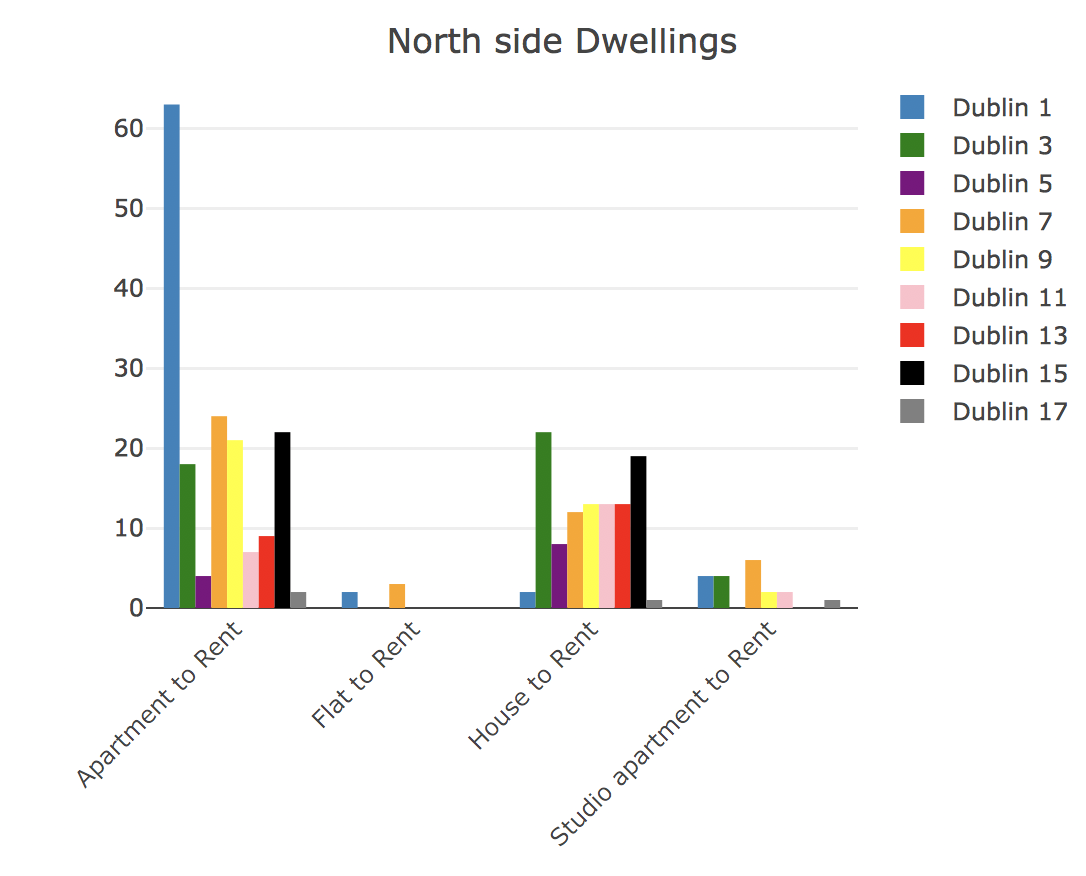 North side Dwellings
60
50
40
30
20
10
0
Apartment to Rent
Flat to Rent
House to Rent
Studio apartment to Rent
Dublin 1
Dublin 3
Dublin 5
Dublin 7
Dublin 9
Dublin 11
Dublin 13
Dublin 15
Dublin 17